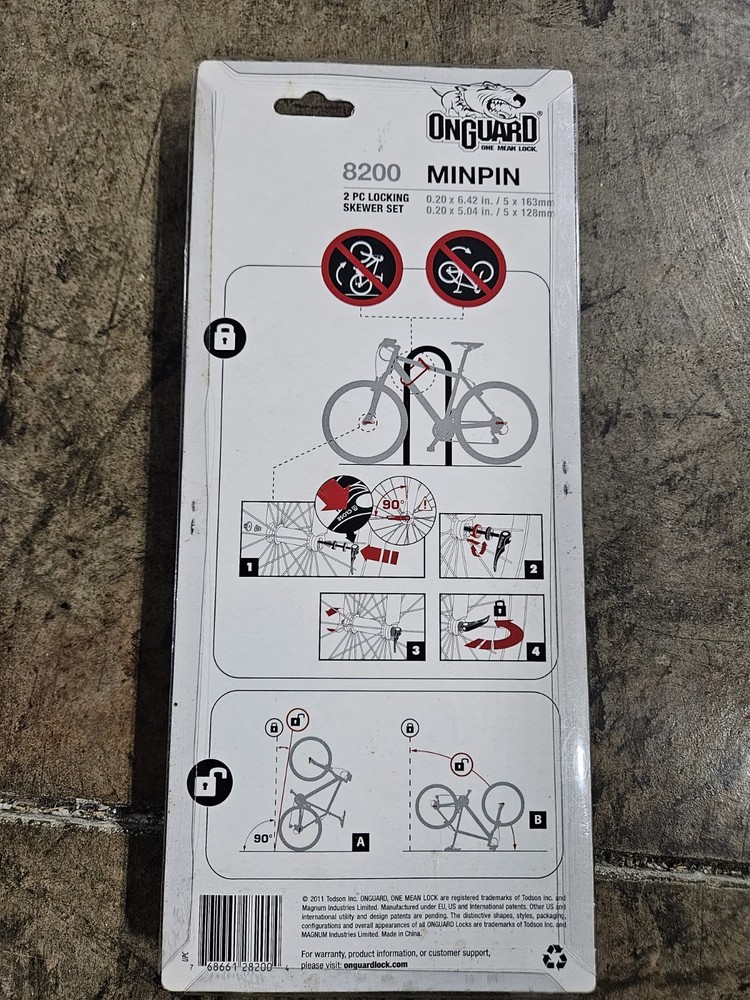 ONGUARD®
ONE MEAN LOCK.
8200 MINPIN
2 PC LOCKING
SKEWER SET
0.20 x 6.42 in. / 5 x 163mm
0.20 x 5.04 in. / 5 x 128mm
CLOSE
90°
!
1
2
3
4
90°
A
B
© 2011 Todson Inc. ONGUARD, ONE MEAN LOCK are registered trademarks of Todson Inc. and
Magnum Industries Limited. Manufactured under EU, US and International patents. Other US and
international utility and design patents are pending. The distinctive shapes, styles, packaging,
configurations and overall appearances of all ONGUARD Locks are trademarks of Todson Inc. and
MAGNUM Industries Limited. Made in China.
For warranty, product information, or customer support,
please visit: onguardlock.com
UPC
7 68661 28200 4